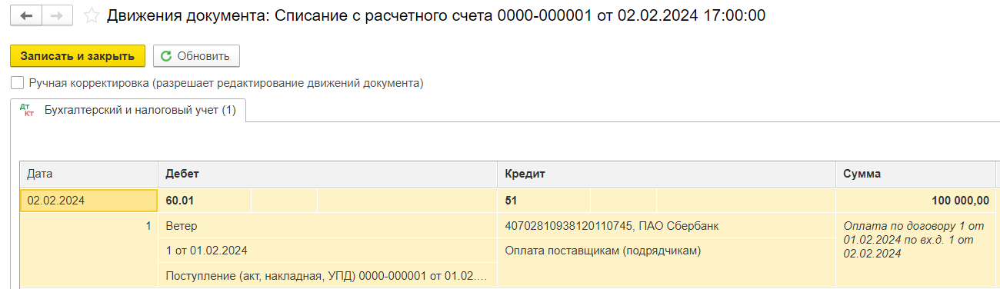 Движения документа: Списание с расчетного счета 0000-000001 от 02.02.2024 17:00:00
Записать и закрыть Обновить
Ручная корректировка (разрешает редактирование движений документа)
Дт Кт Бухгалтерский и налоговый учет (1)
Дата Дебет Кредит Сумма
02.02.2024 60.01 51 100 000,00
1 Ветер 40702810938120110745, ПАО Сбербанк Оплата по договору 1 от
01.02.2024 по вх.д. 1 от
1 от 01.02.2024 Оплата поставщикам (подрядчикам) 02.02.2024
Поступление (акт, накладная, УПД) 0000-000001 от 01.02....